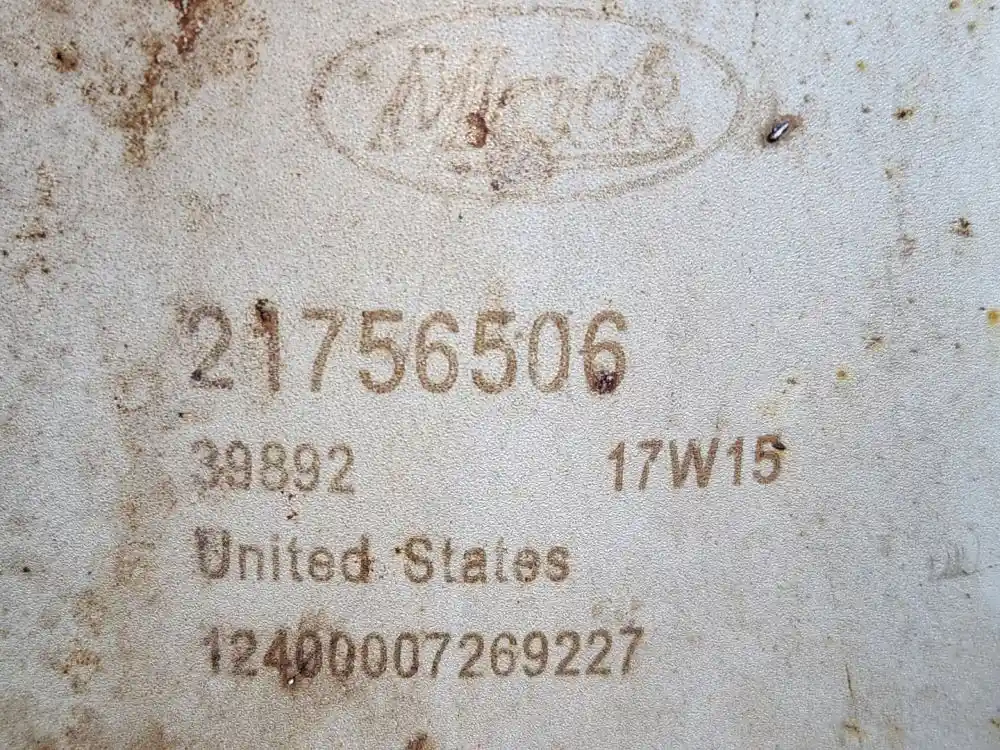 Mack
21756506
39892 17W15
United States
12400007269227